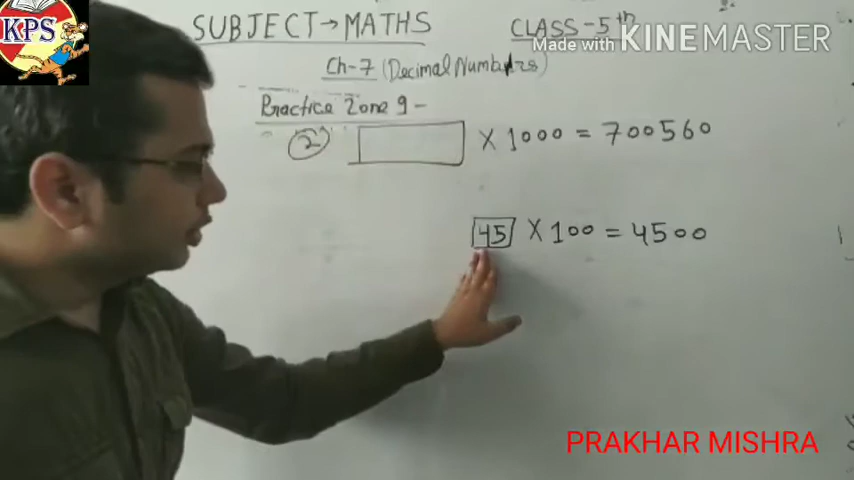 KPS
SUBJECT → MATHS CLASS-5th
Made with KINEMASTER
Ch-7 (Decimal Numbers)
Practice Zone 9 -
(2) × 1000 = 700560
45 × 100 = 4500
PRAKHAR MISHRA